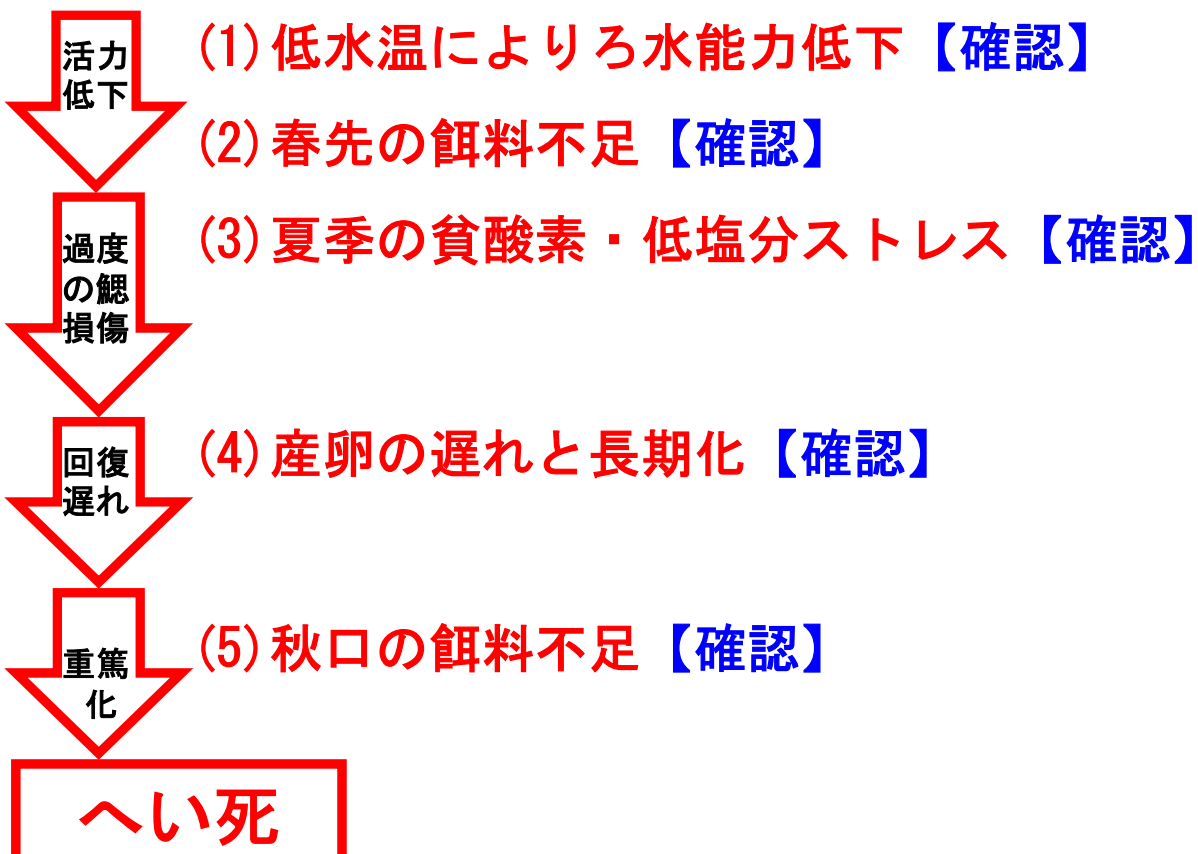 活力
低下
(1)低水温によりろ水能力低下【確認】
(2)春先の餌料不足【確認】
過度
の鰓
損傷
(3)夏季の貧酸素・低塩分ストレス【確認】
回復
遅れ
(4)産卵の遅れと長期化【確認】
重篤
化
(5)秋口の餌料不足【確認】
へい死